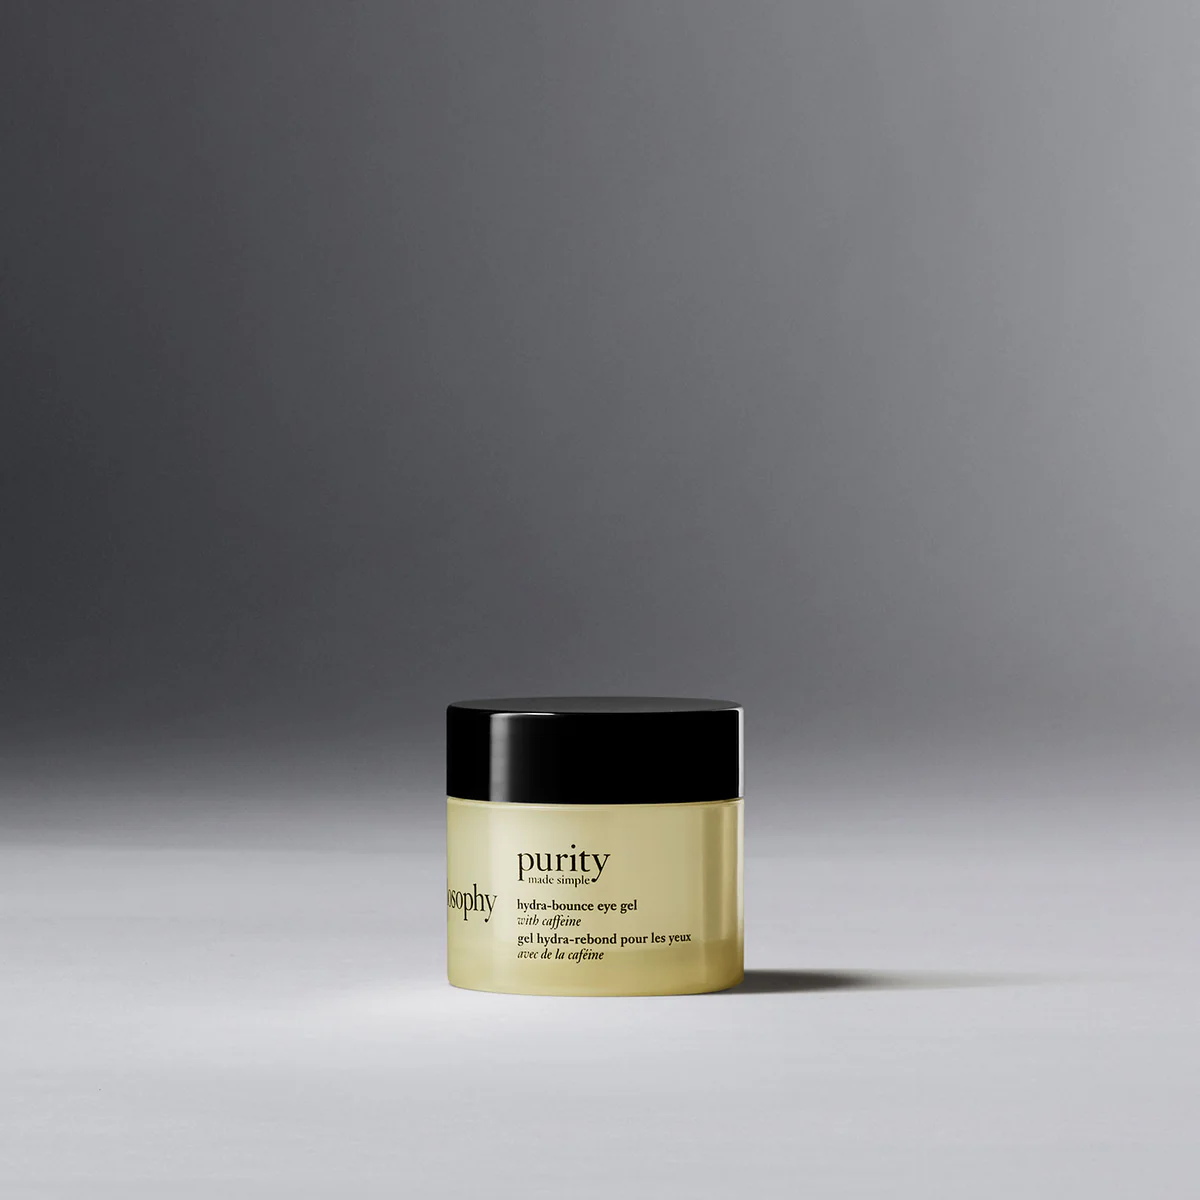 purity
made simple
osophy
hydra-bounce eye gel
with caffeine
gel hydra-rebond pour les yeux
avec de la caféine